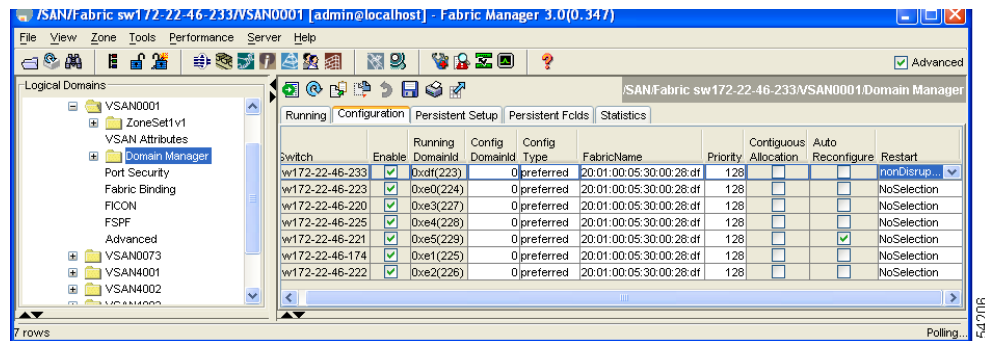 /SAN/Fabric sw172-22-46-233/VSAN0001 [admin@localhost] - Fabric Manager 3.0(0.347)
File View Zone Tools Performance Server Help
Advanced
Logical Domains
/SAN/Fabric sw172-22-46-233/VSAN0001/Domain Manager
VSAN0001
ZoneSet1v1
VSAN Attributes
Domain Manager
Port Security
Fabric Binding
FICON
FSPF
Advanced
VSAN0073
VSAN4001
VSAN4002
Running Configuration Persistent Setup Persistent FcIds Statistics
Running Config Config Contiguous Auto
Switch Enable DomainId DomainId Type FabricName Priority Allocation Reconfigure Restart
w172-22-46-233 0xdf(223) 0 preferred 20:01:00:05:30:00:28:df 128 nonDisrup...
w172-22-46-223 0xe0(224) 0 preferred 20:01:00:05:30:00:28:df 128 NoSelection
w172-22-46-220 0xe3(227) 0 preferred 20:01:00:05:30:00:28:df 128 NoSelection
w172-22-46-225 0xe4(228) 0 preferred 20:01:00:05:30:00:28:df 128 NoSelection
w172-22-46-221 0xe5(229) 0 preferred 20:01:00:05:30:00:28:df 128 NoSelection
w172-22-46-174 0xe1(225) 0 preferred 20:01:00:05:30:00:28:df 128 NoSelection
w172-22-46-222 0xe2(226) 0 preferred 20:01:00:05:30:00:28:df 128 NoSelection
7 rows
Polling...
54206